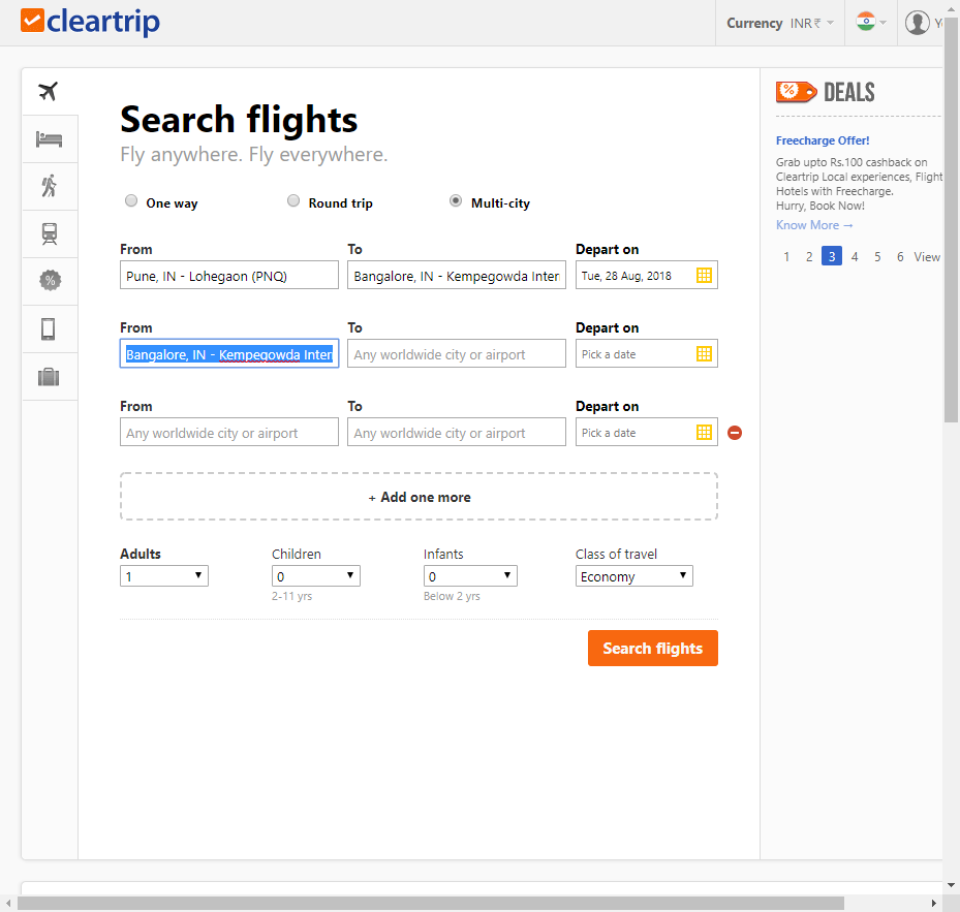 cleartrip
Currency INR ₹
Search flights
Fly anywhere. Fly everywhere.
One way Round trip Multi-city
From To Depart on
Pune, IN - Lohegaon (PNQ) Bangalore, IN - Kempegowda Inter Tue, 28 Aug, 2018
From To Depart on
Bangalore, IN - Kempegowda Inter Any worldwide city or airport Pick a date
From To Depart on
Any worldwide city or airport Any worldwide city or airport Pick a date
+ Add one more
Adults Children Infants Class of travel
1 0 0 Economy
2-11 yrs Below 2 yrs
Search flights
% DEALS
Freecharge Offer!
Grab upto Rs.100 cashback on
Cleartrip Local experiences, Flight
Hotels with Freecharge.
Hurry, Book Now!
Know More →
1 2 3 4 5 6 View